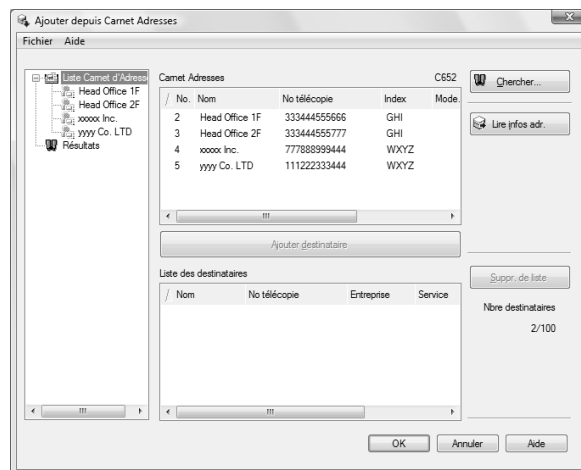 Ajouter depuis Carnet Adresses
x
Fichier Aide
Liste Carnet d'Adresse
Head Office 1F
Head Office 2F
xxxxx Inc.
yyyy Co. LTD
Résultats
Carnet Adresses C652
/ No. Nom No télécopie Index Mode.
2 Head Office 1F 333444555666 GHI
3 Head Office 2F 333444555777 GHI
4 xxxxx Inc. 777888999444 WXYZ
5 yyyy Co. LTD 111222333444 WXYZ
Chercher...
Lire infos adr.
Ajouter destinataire
Liste des destinataires
/ Nom No télécopie Entreprise Service
Suppr. de liste
Nbre destinataires
2/100
OK Annuler Aide